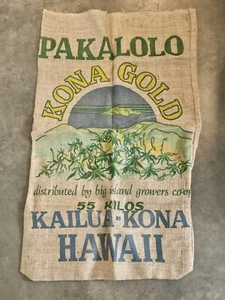 PAKALOLO
KONA GOLD
distributed by big island growers co-op
55 KILOS
KAILUA-KONA
HAWAII